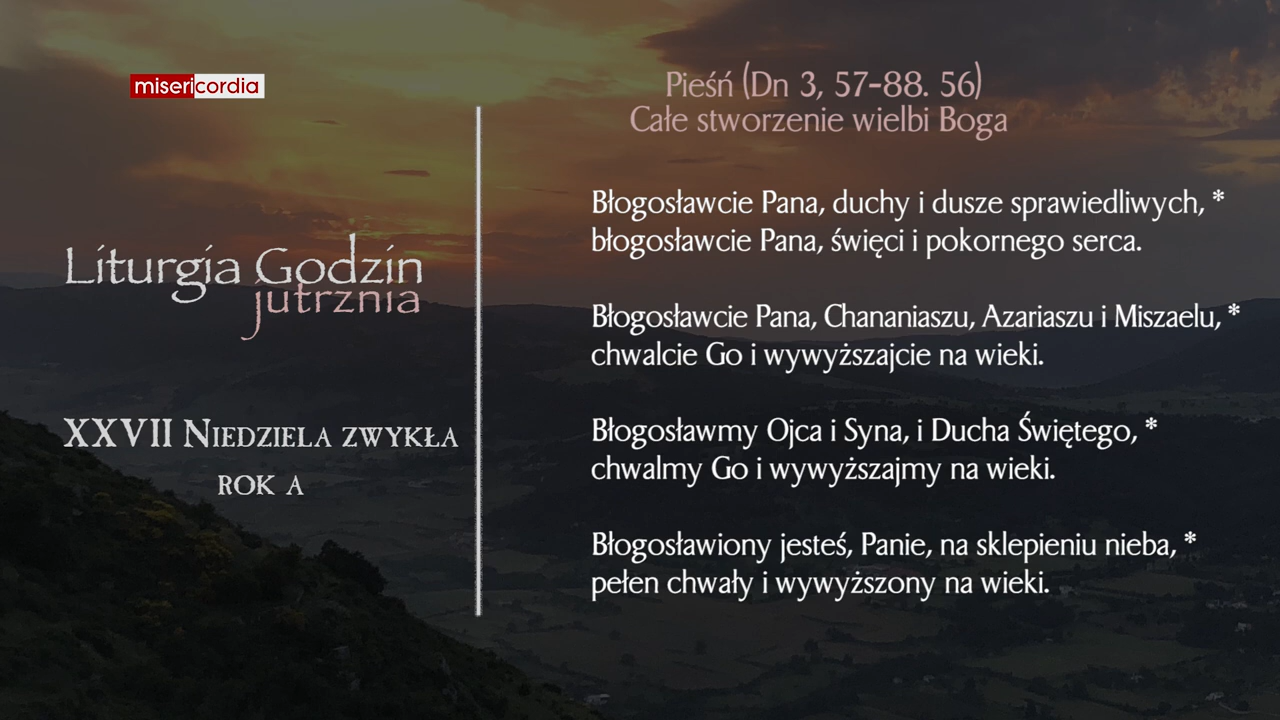 misericordia
Liturgia Godzin
jutrznia
XXVII Niedziela zwykła
rok A
Pieśń (Dn 3, 57-88. 56)
Całe stworzenie wielbi Boga
Błogosławcie Pana, duchy i dusze sprawiedliwych, *
błogosławcie Pana, święci i pokornego serca.
Błogosławcie Pana, Chananiaszu, Azariaszu i Miszaelu, *
chwalcie Go i wywyższajcie na wieki.
Błogosławmy Ojca i Syna, i Ducha Świętego, *
chwalmy Go i wywyższajmy na wieki.
Błogosławiony jesteś, Panie, na sklepieniu nieba, *
pełen chwały i wywyższony na wieki.